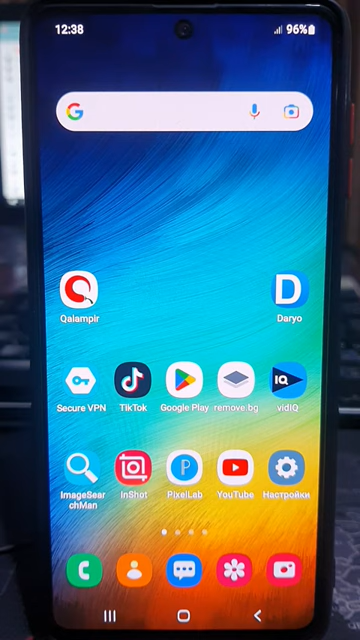 12:38
96%
Qalampir
D
Daryo
Secure VPN
TikTok
Google Play
remove.bg
vidIQ
IQ
ImageSear
chMan
InShot
PixelLab
YouTube
Настройки
P